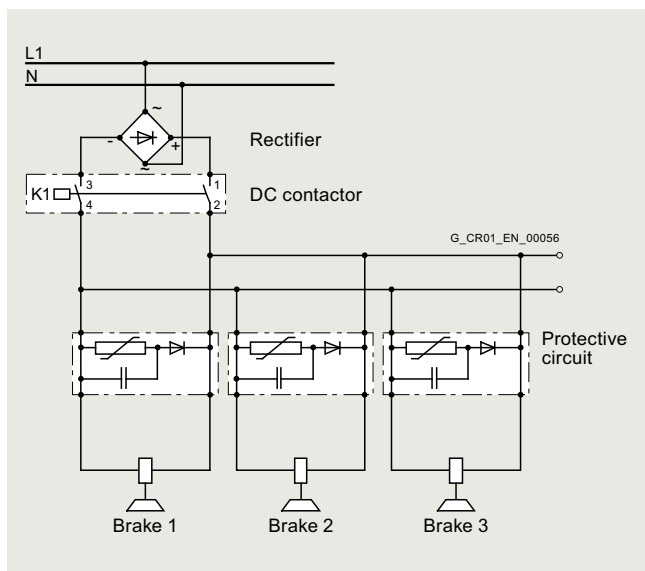 L1
N
~
- +
~
Rectifier
K1 3 1
4 2
DC contactor
G_CR01_EN_00056
Protective
circuit
Brake 1 Brake 2 Brake 3